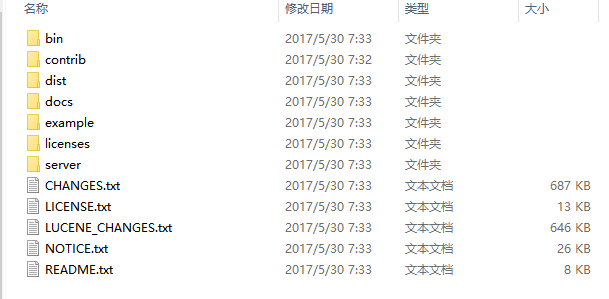 名称 修改日期 类型 大小
bin 2017/5/30 7:33 文件夹
contrib 2017/5/30 7:32 文件夹
dist 2017/5/30 7:33 文件夹
docs 2017/5/30 7:33 文件夹
example 2017/5/30 7:33 文件夹
licenses 2017/5/30 7:33 文件夹
server 2017/5/30 7:33 文件夹
CHANGES.txt 2017/5/30 7:33 文本文档 687 KB
LICENSE.txt 2017/5/30 7:33 文本文档 13 KB
LUCENE_CHANGES.txt 2017/5/30 7:33 文本文档 646 KB
NOTICE.txt 2017/5/30 7:33 文本文档 26 KB
README.txt 2017/5/30 7:33 文本文档 8 KB